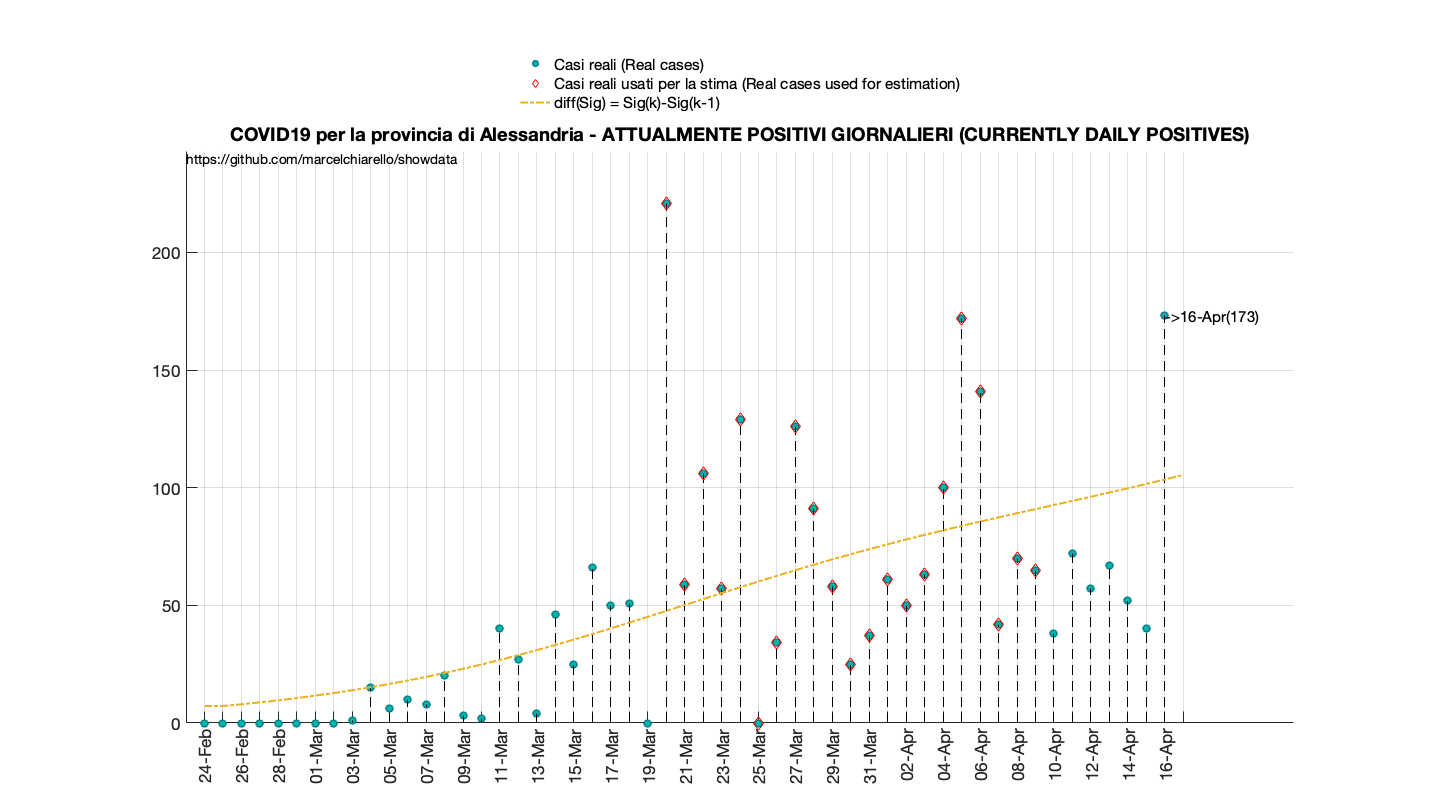 Casi reali (Real cases)
Casi reali usati per la stima (Real cases used for estimation)
diff(Sig) = Sig(k)-Sig(k-1)
COVID19 per la provincia di Alessandria - ATTUALMENTE POSITIVI GIORNALIERI (CURRENTLY DAILY POSITIVES)
https://github.com/marcelchiarello/showdata
200
->16-Apr(173)
150
100
50
0
24-Feb
26-Feb
28-Feb
01-Mar
03-Mar
05-Mar
07-Mar
09-Mar
11-Mar
13-Mar
15-Mar
17-Mar
19-Mar
21-Mar
23-Mar
25-Mar
27-Mar
29-Mar
31-Mar
02-Apr
04-Apr
06-Apr
08-Apr
10-Apr
12-Apr
14-Apr
16-Apr